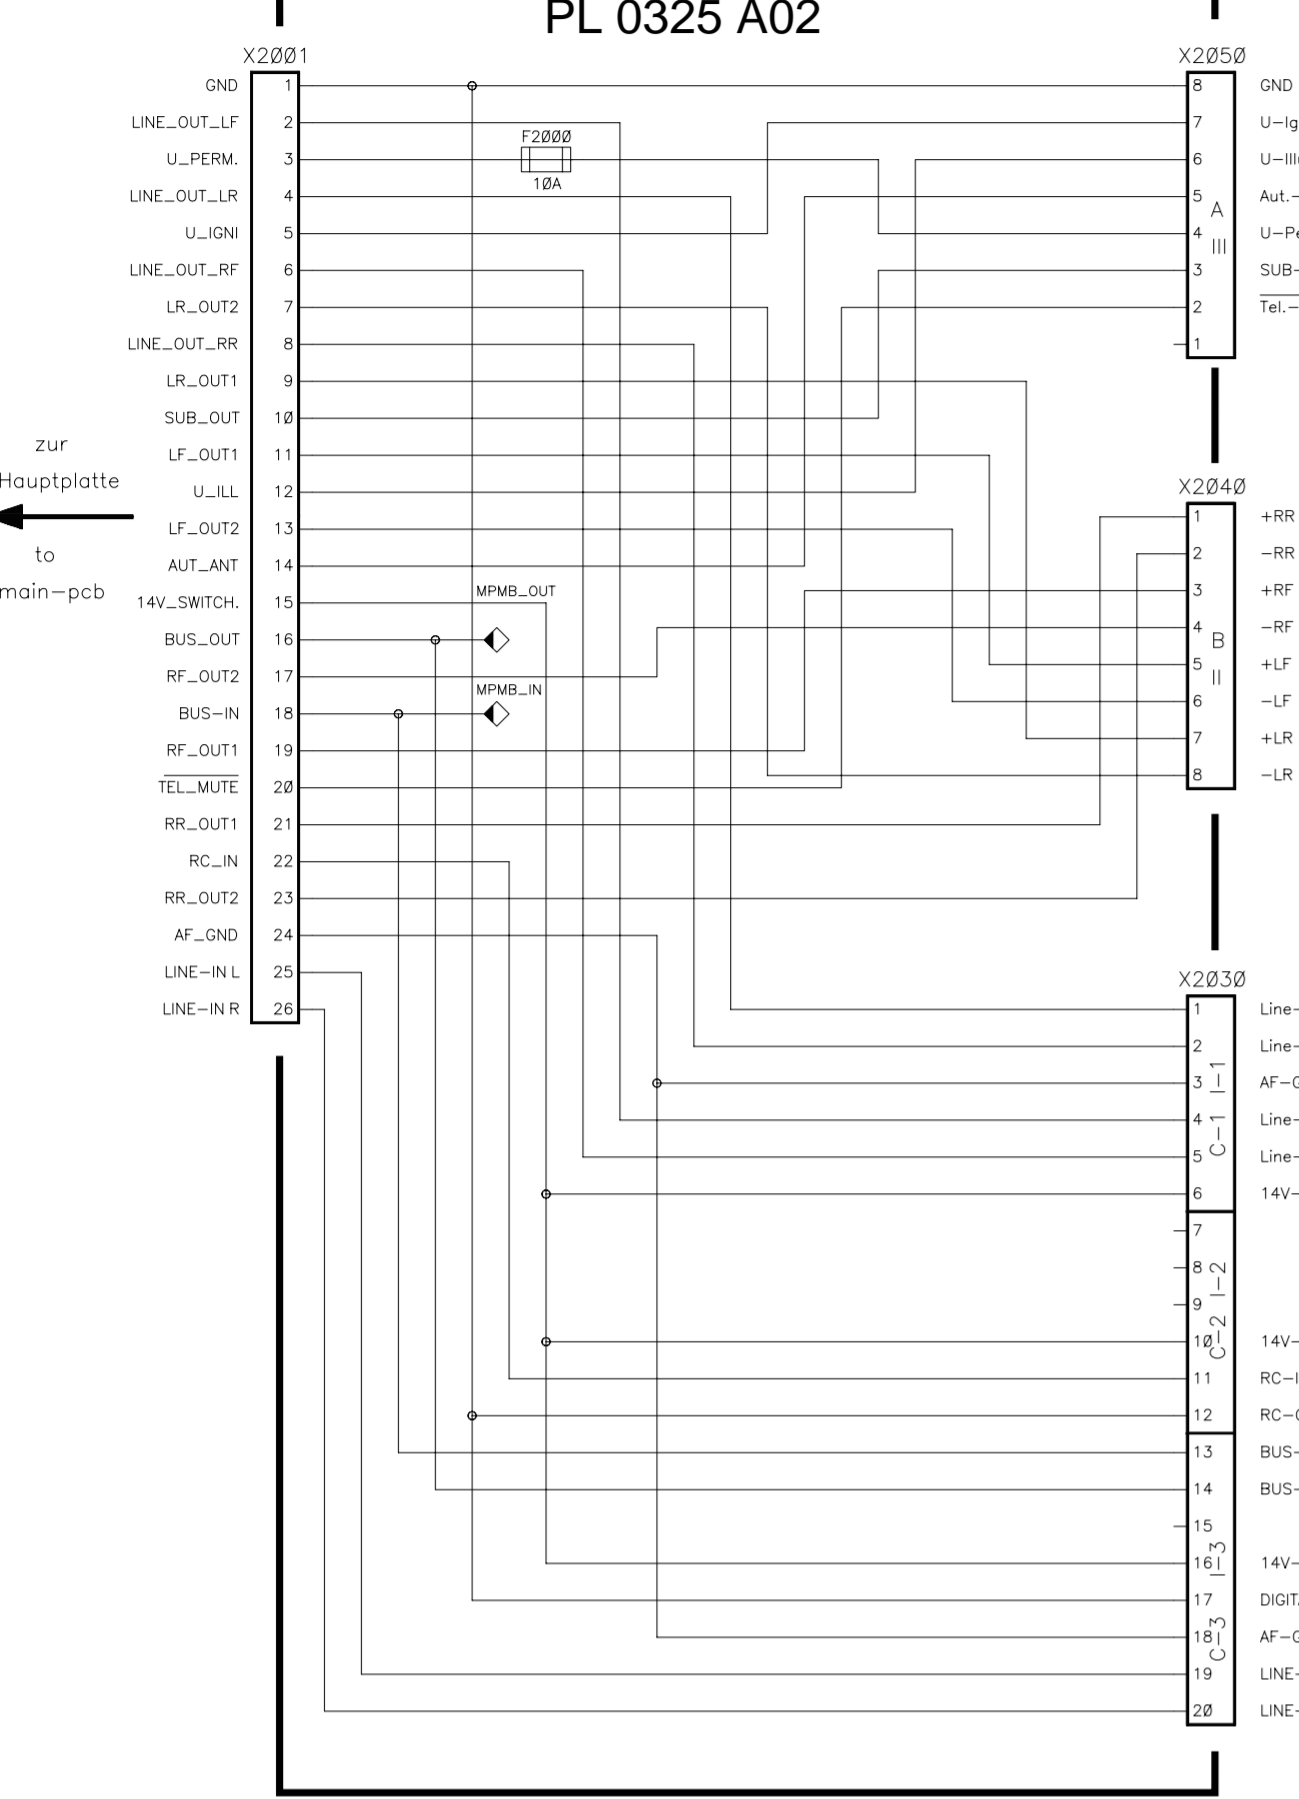 PL 0325 A02
X2001
X2050
GND 1
LINE_OUT_LF 2
U_PERM. 3
LINE_OUT_LR 4
U_IGNI 5
LINE_OUT_RF 6
LR_OUT2 7
LINE_OUT_RR 8
LR_OUT1 9
SUB_OUT 10
LF_OUT1 11
U_ILL 12
LF_OUT2 13
AUT_ANT 14
14V_SWITCH. 15
BUS_OUT 16
RF_OUT2 17
BUS-IN 18
RF_OUT1 19
TEL_MUTE 20
RR_OUT1 21
RC_IN 22
RR_OUT2 23
AF_GND 24
LINE-IN L 25
LINE-IN R 26
zur
Hauptplatte
to
main-pcb
F2000
10A
MPMB_OUT
MPMB_IN
8 GND
7 U-Ig
6 U-Ill
5 Aut.-
4 U-Pe
3 SUB-
2 Tel.-
1
A
III
X2040
1 +RR
2 -RR
3 +RF
4 -RF
5 +LF
6 -LF
7 +LR
8 -LR
B
II
X2030
1 Line-
2 Line-
3 AF-G
4 Line-
5 Line-
6 14V-
C-1 I-1
7
8
9
10 14V-
11 RC-I
12 RC-
C-2 I-2
13 BUS-
14 BUS-
15
16 14V-
17 DIGIT
18 AF-G
19 LINE-
20 LINE-
C-3 I-3